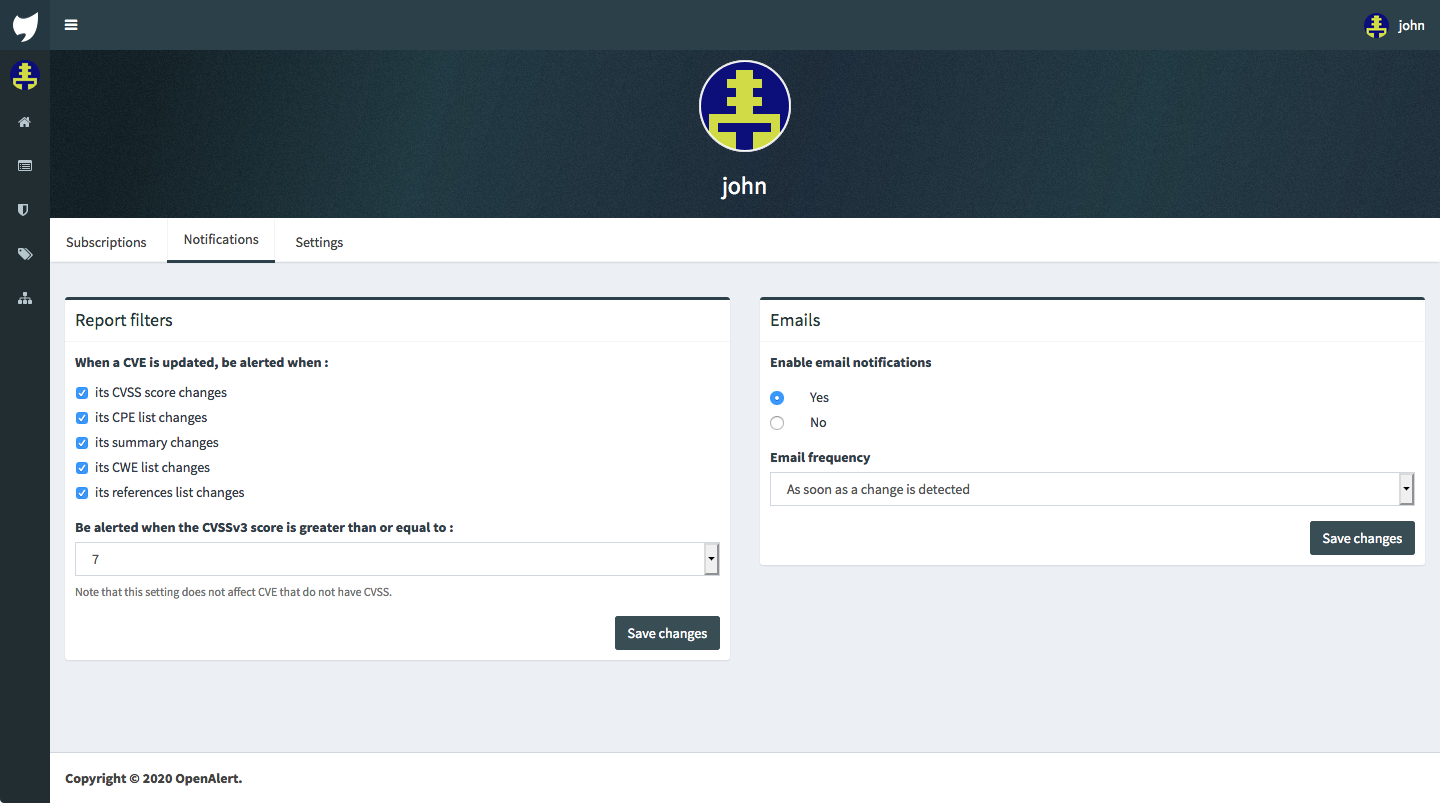 john
john
Subscriptions
Notifications
Settings
Report filters
When a CVE is updated, be alerted when :
its CVSS score changes
its CPE list changes
its summary changes
its CWE list changes
its references list changes
Be alerted when the CVSSv3 score is greater than or equal to :
7
Note that this setting does not affect CVE that do not have CVSS.
Save changes
Emails
Enable email notifications
Yes
No
Email frequency
As soon as a change is detected
Save changes
Copyright © 2020 OpenAlert.